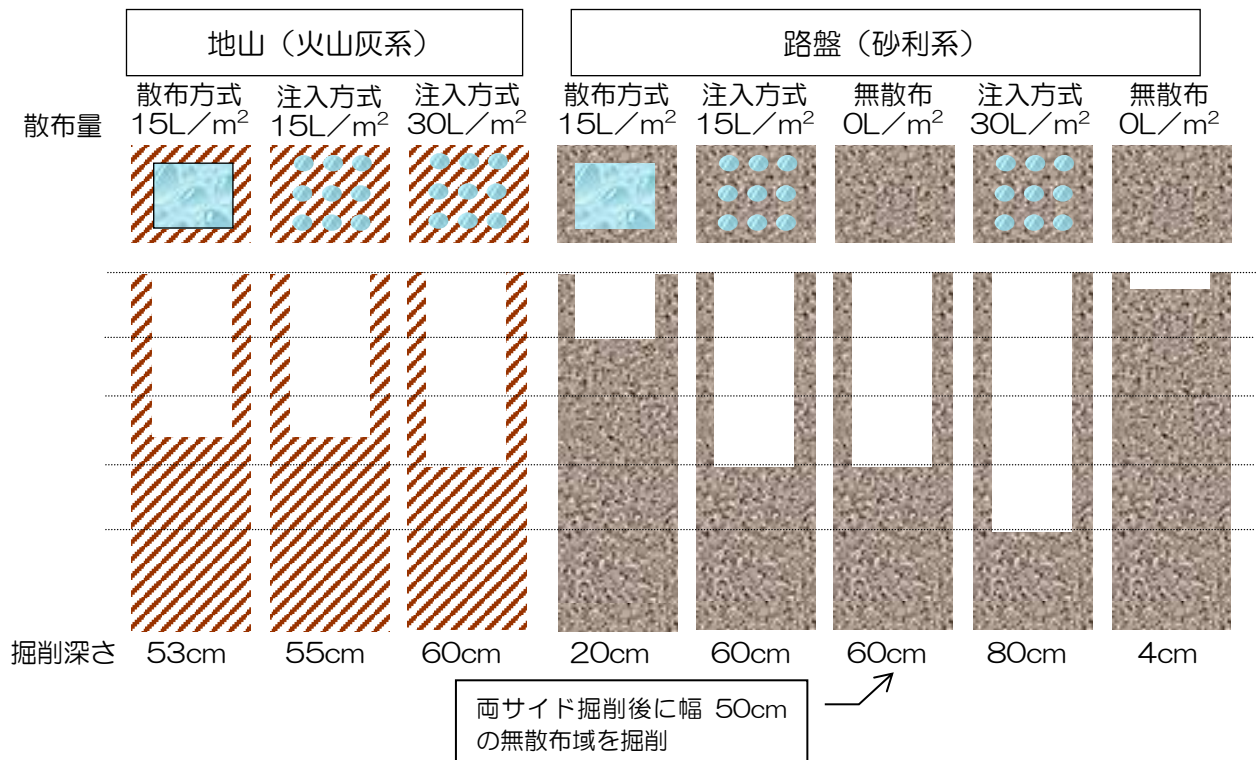 地山（火山灰系）
路盤（砂利系）
散布方式 注入方式 注入方式 散布方式 注入方式 無散布 注入方式 無散布
散布量 15L／m² 15L／m² 30L／m² 15L／m² 15L／m² 0L／m² 30L／m² 0L／m²
掘削深さ 53cm 55cm 60cm 20cm 60cm 60cm 80cm 4cm
両サイド掘削後に幅 50cm
の無散布域を掘削